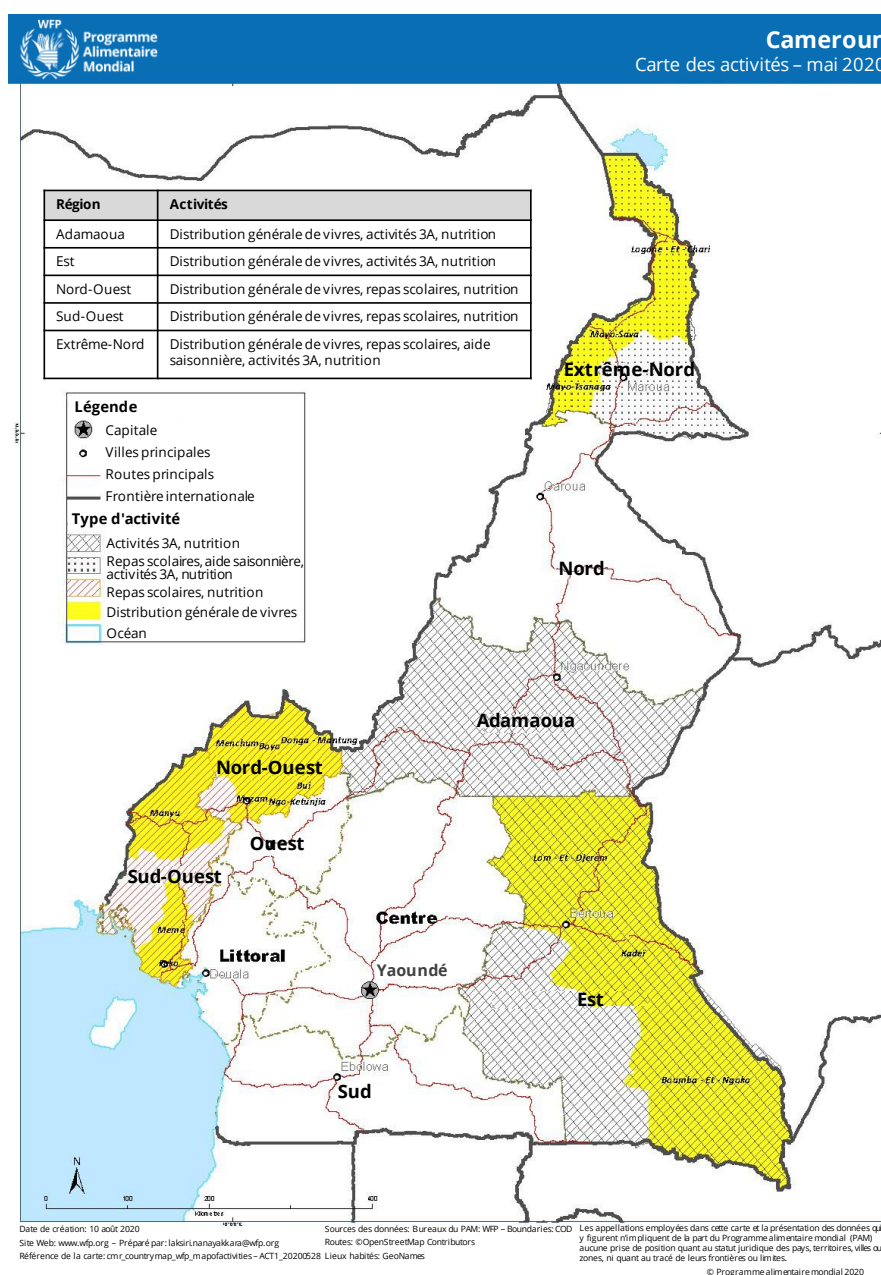 WFP
Programme
Alimentaire
Mondial
Cameroun
Carte des activités – mai 2020
Région Activités
Adamaoua Distribution générale de vivres, activités 3A, nutrition
Est Distribution générale de vivres, activités 3A, nutrition
Nord-Ouest Distribution générale de vivres, repas scolaires, nutrition
Sud-Ouest Distribution générale de vivres, repas scolaires, nutrition
Extrême-Nord Distribution générale de vivres, repas scolaires, aide
saisonnière, activités 3A, nutrition
Légende
Capitale
Villes principales
Routes principals
Frontière internationale
Type d'activité
Activités 3A, nutrition
Repas scolaires, aide saisonnière,
activités 3A, nutrition
Repas scolaires, nutrition
Distribution générale de vivres
Océan
Logone - Et - Chari
Mayo-Sava
Extrême-Nord
Mayo-Tsanaga
Maroua
Garoua
Nord
Ngaoundere
Adamaoua
Menchum
Boyo
Donga - Mantung
Nord-Ouest
Bui
Mezam
Ngo-Ketunjia
Manyu
Ouest
Sud-Ouest
Lom - Et - Djerem
Centre
Bertoua
Meme
Littoral
Kadei
Fako
Douala
Yaoundé
Est
Ebolowa
Sud
Boumba - Et - Ngoko
N
0 100 200 400
Kilometer
Date de création: 10 août 2020
Site Web: www.wfp.org – Préparé par: laksiri.nanayakkara@wfp.org
Référence de la carte: cmr_countrymap_wfp_mapofactivities – ACT1_20200528
Sources des données: Bureaux du PAM: WFP – Boundaries: COD
Routes: ©OpenStreetMap Contributors
Lieux habités: GeoNames
Les appellations employées dans cette carte et la présentation des données qui
y figurent n'impliquent de la part du Programme alimentaire mondial (PAM)
aucune prise de position quant au statut juridique des pays, territoires, villes ou
zones, ni quant au tracé de leurs frontières ou limites.
© Programme alimentaire mondial 2020